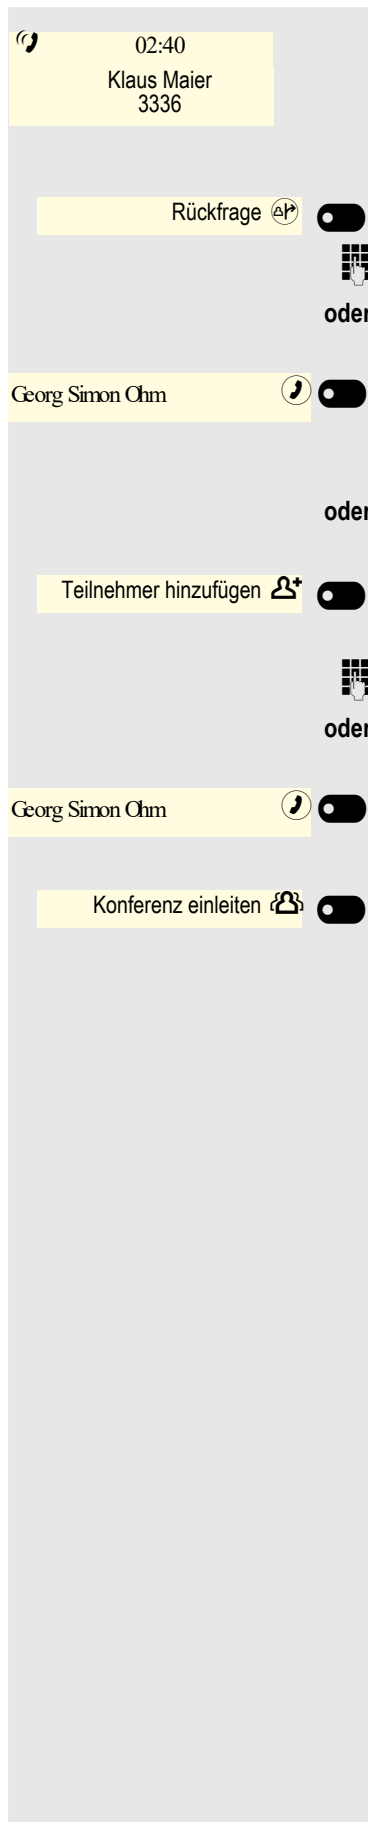 02:40
Klaus Maier
3336
Rückfrage
oder
Georg Simon Ohm
oder
Teilnehmer hinzufügen
oder
Georg Simon Ohm
Konferenz einleiten